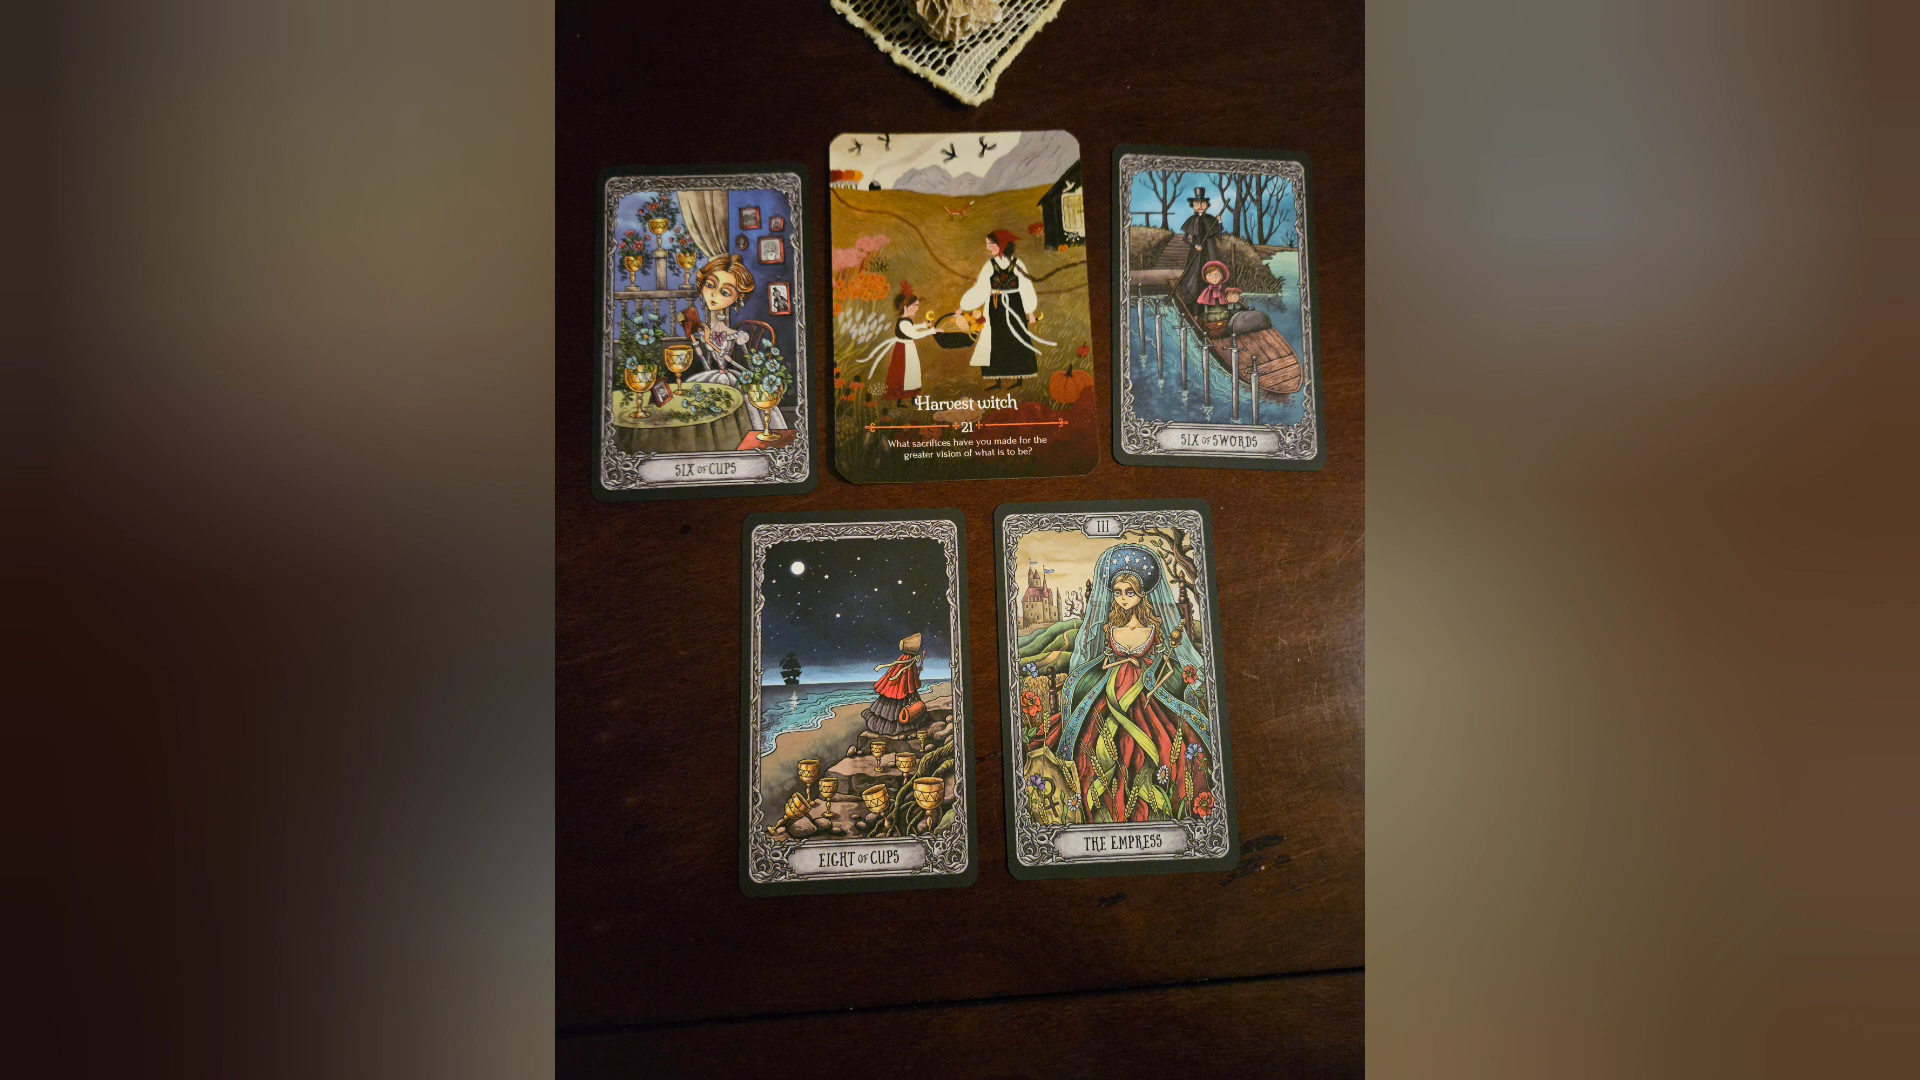 SIX OF CUPS
Harvest witch
21
What sacrifices have you made for the
greater vision of what is to be?
SIX OF SWORDS
EIGHT OF CUPS
III
THE EMPRESS